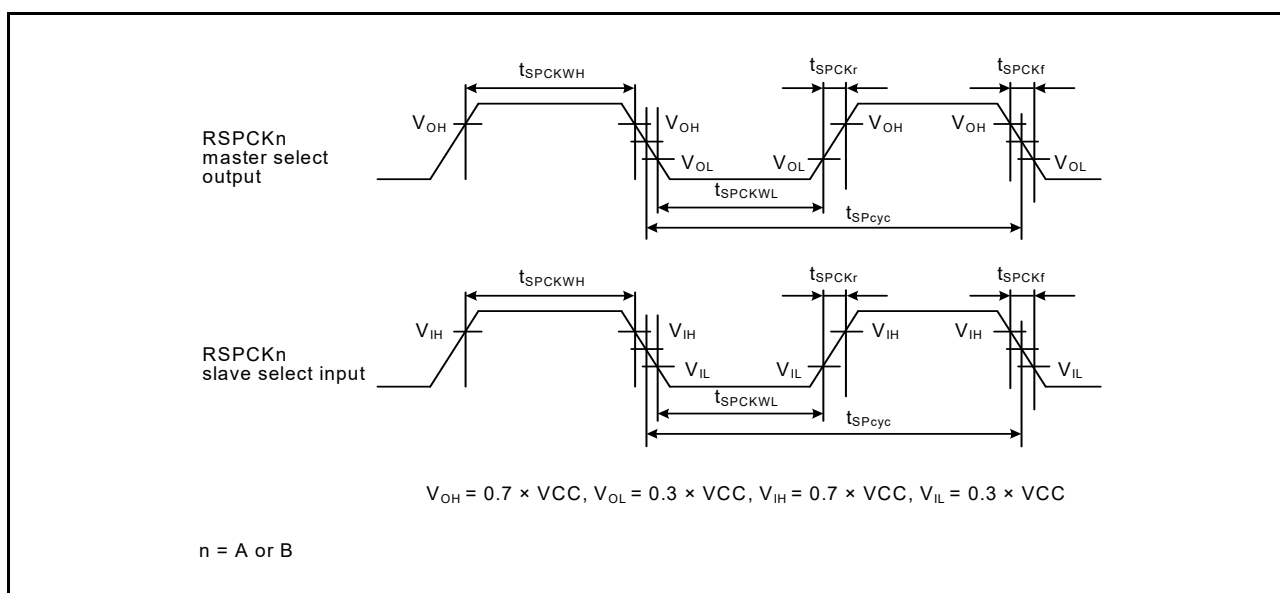 tSPCKWH
tSPCKr
tSPCKf
RSPCKn
master select
output
VOH
VOH
VOL
VOL
VOH
VOH
VOL
tSPCKWL
tSPcyc
tSPCKWH
tSPCKr
tSPCKf
RSPCKn
slave select input
VIH
VIH
VIL
VIL
VIH
VIH
VIL
tSPCKWL
tSPcyc
VOH = 0.7 × VCC, VOL = 0.3 × VCC, VIH = 0.7 × VCC, VIL = 0.3 × VCC
n = A or B